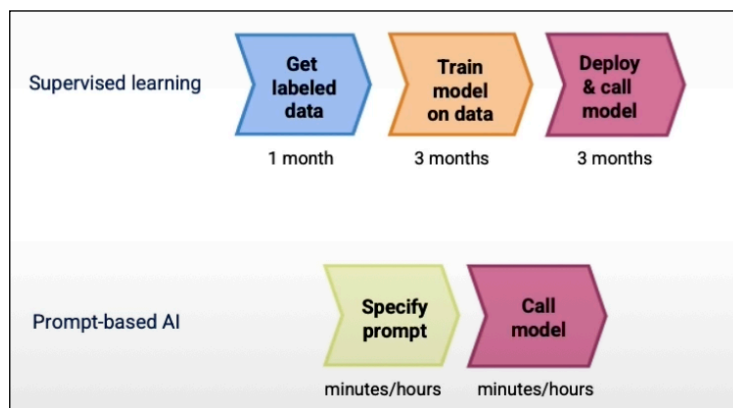 Supervised learning
Get
labeled
data
Train
model
on data
Deploy
& call
model
1 month
3 months
3 months
Prompt-based AI
Specify
prompt
Call
model
minutes/hours
minutes/hours